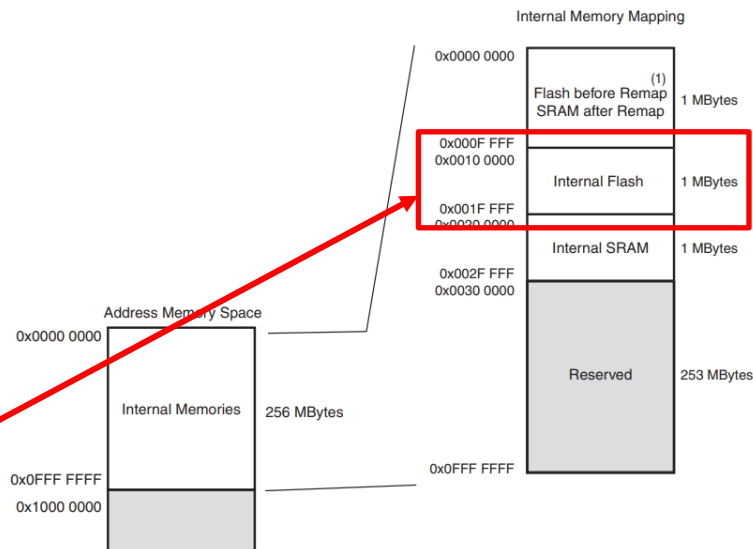 Internal Memory Mapping
0x0000 0000
(1)
Flash before Remap
SRAM after Remap
1 MBytes
0x000F FFF
0x0010 0000
Internal Flash
1 MBytes
0x001F FFF
0x0020 0000
Internal SRAM
1 MBytes
0x002F FFF
0x0030 0000
Reserved
253 MBytes
0x0FFF FFFF
Address Memory Space
0x0000 0000
Internal Memories
256 MBytes
0x0FFF FFFF
0x1000 0000